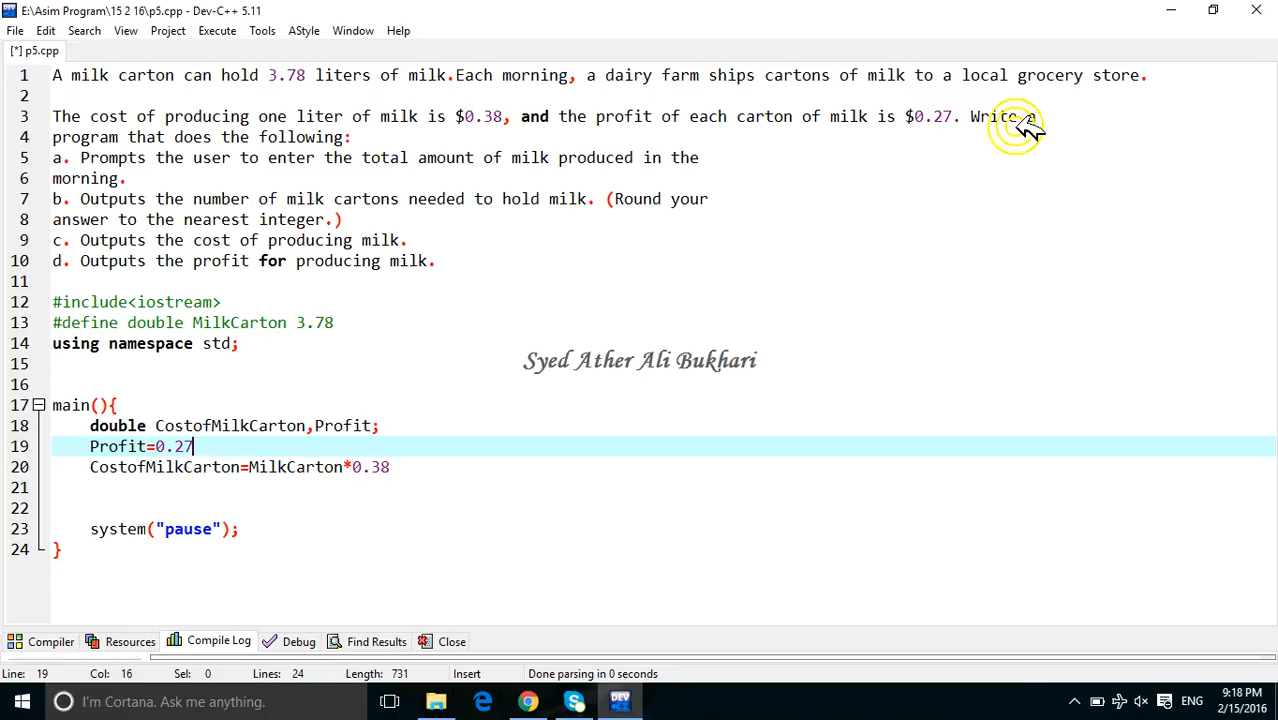 E:\Asim Program\15 2 16\p5.cpp - Dev-C++ 5.11
File Edit Search View Project Execute Tools AStyle Window Help
[*] p5.cpp
1 A milk carton can hold 3.78 liters of milk.Each morning, a dairy farm ships cartons of milk to a local grocery store.
2
3 The cost of producing one liter of milk is $0.38, and the profit of each carton of milk is $0.27. Write a
4 program that does the following:
5 a. Prompts the user to enter the total amount of milk produced in the
6 morning.
7 b. Outputs the number of milk cartons needed to hold milk. (Round your
8 answer to the nearest integer.)
9 c. Outputs the cost of producing milk.
10 d. Outputs the profit for producing milk.
11
12 #include<iostream>
13 #define double MilkCarton 3.78
14 using namespace std;
15
Syed Ather Ali Bukhari
16
17 main(){
18 double CostofMilkCarton,Profit;
19 Profit=0.27
20 CostofMilkCarton=MilkCarton*0.38
21
22
23 system("pause");
24 }
Compiler Resources Compile Log Debug Find Results Close
Line: 19 Col: 16 Sel: 0 Lines: 24 Length: 731 Insert Done parsing in 0 seconds
I'm Cortana. Ask me anything.
DEV
ENG
9:18 PM
2/15/2016